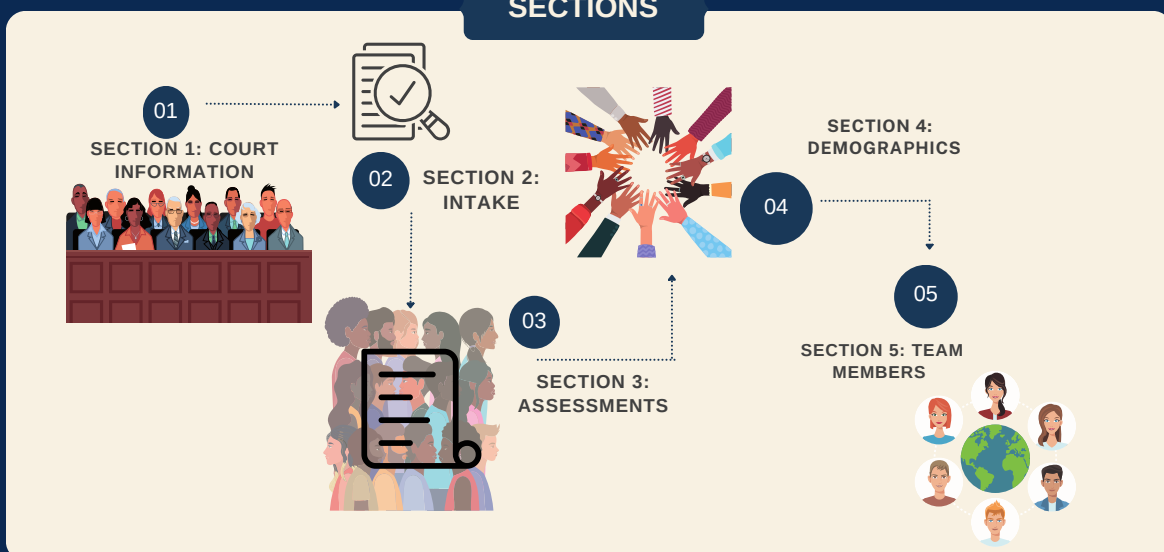 SECTIONS
01
SECTION 1: COURT
INFORMATION
02
SECTION 2:
INTAKE
03
SECTION 3:
ASSESSMENTS
04
SECTION 4:
DEMOGRAPHICS
05
SECTION 5: TEAM
MEMBERS